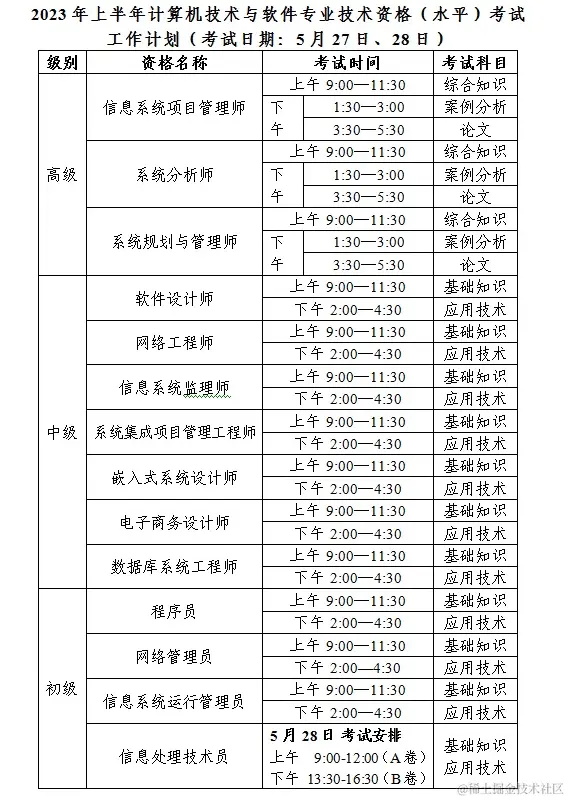 2023年上半年计算机技术与软件专业技术资格（水平）考试
工作计划（考试日期：5月27日、28日）
级别 资格名称 考试时间 考试科目
高级
信息系统项目管理师
上午 9:00—11:30 综合知识
下午 1:30—3:00 案例分析
3:30—5:30 论文
系统分析师
上午 9:00—11:30 综合知识
下午 1:30—3:00 案例分析
3:30—5:30 论文
系统规划与管理师
上午 9:00—11:30 综合知识
下午 1:30—3:00 案例分析
3:30—5:30 论文
中级
软件设计师
上午 9:00—11:30 基础知识
下午 2:00—4:30 应用技术
网络工程师
上午 9:00—11:30 基础知识
下午 2:00—4:30 应用技术
信息系统监理师
上午 9:00—11:30 基础知识
下午 2:00—4:30 应用技术
系统集成项目管理工程师
上午 9:00—11:30 基础知识
下午 2:00—4:30 应用技术
嵌入式系统设计师
上午 9:00—11:30 基础知识
下午 2:00—4:30 应用技术
电子商务设计师
上午 9:00—11:30 基础知识
下午 2:00—4:30 应用技术
数据库系统工程师
上午 9:00—11:30 基础知识
下午 2:00—4:30 应用技术
初级
程序员
上午 9:00—11:30 基础知识
下午 2:00—4:30 应用技术
网络管理员
上午 9:00—11:30 基础知识
下午 2:00—4:30 应用技术
信息系统运行管理员
上午 9:00—11:30 基础知识
下午 2:00—4:30 应用技术
信息处理技术员
5月28日考试安排
上午 9:00-12:00（A卷） 基础知识
下午 13:30-16:30（B卷） 应用技术
@稀土掘金技术社区